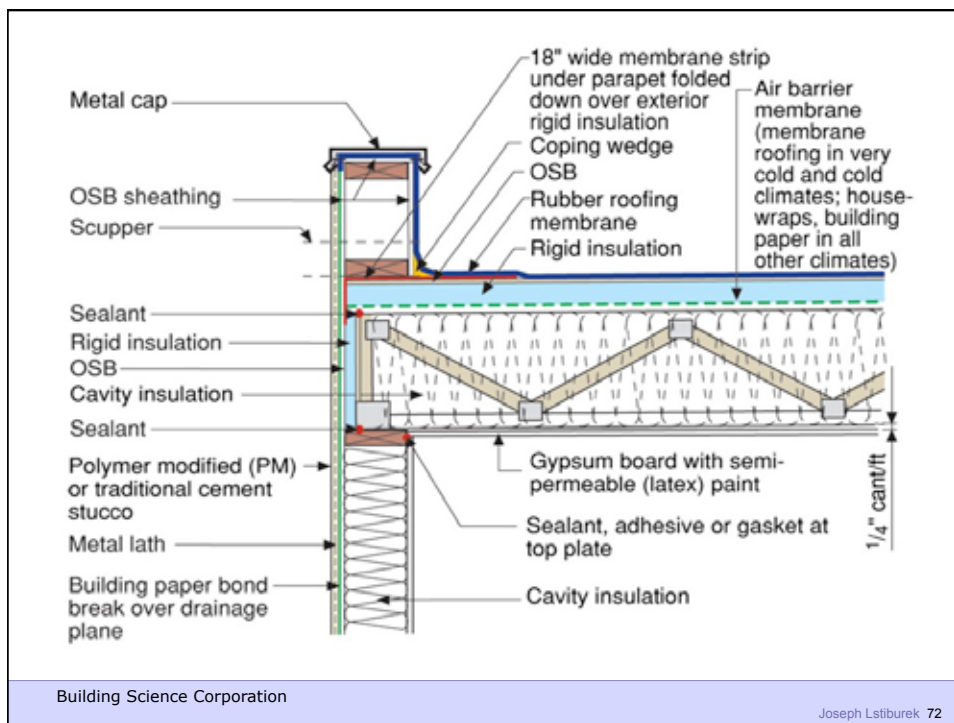 Metal cap
OSB sheathing
Scupper
Sealant
Rigid insulation
OSB
Cavity insulation
Sealant
Polymer modified (PM)
or traditional cement
stucco
Metal lath
Building paper bond
break over drainage
plane
18" wide membrane strip
under parapet folded
down over exterior
rigid insulation
Coping wedge
OSB
Rubber roofing
membrane
Rigid insulation
Air barrier
membrane
(membrane
roofing in very
cold and cold
climates; house-
wraps, building
paper in all
other climates)
Gypsum board with semi-
permeable (latex) paint
Sealant, adhesive or gasket at
top plate
Cavity insulation
1/4" cant/ft
Building Science Corporation
Joseph Lstiburek 72